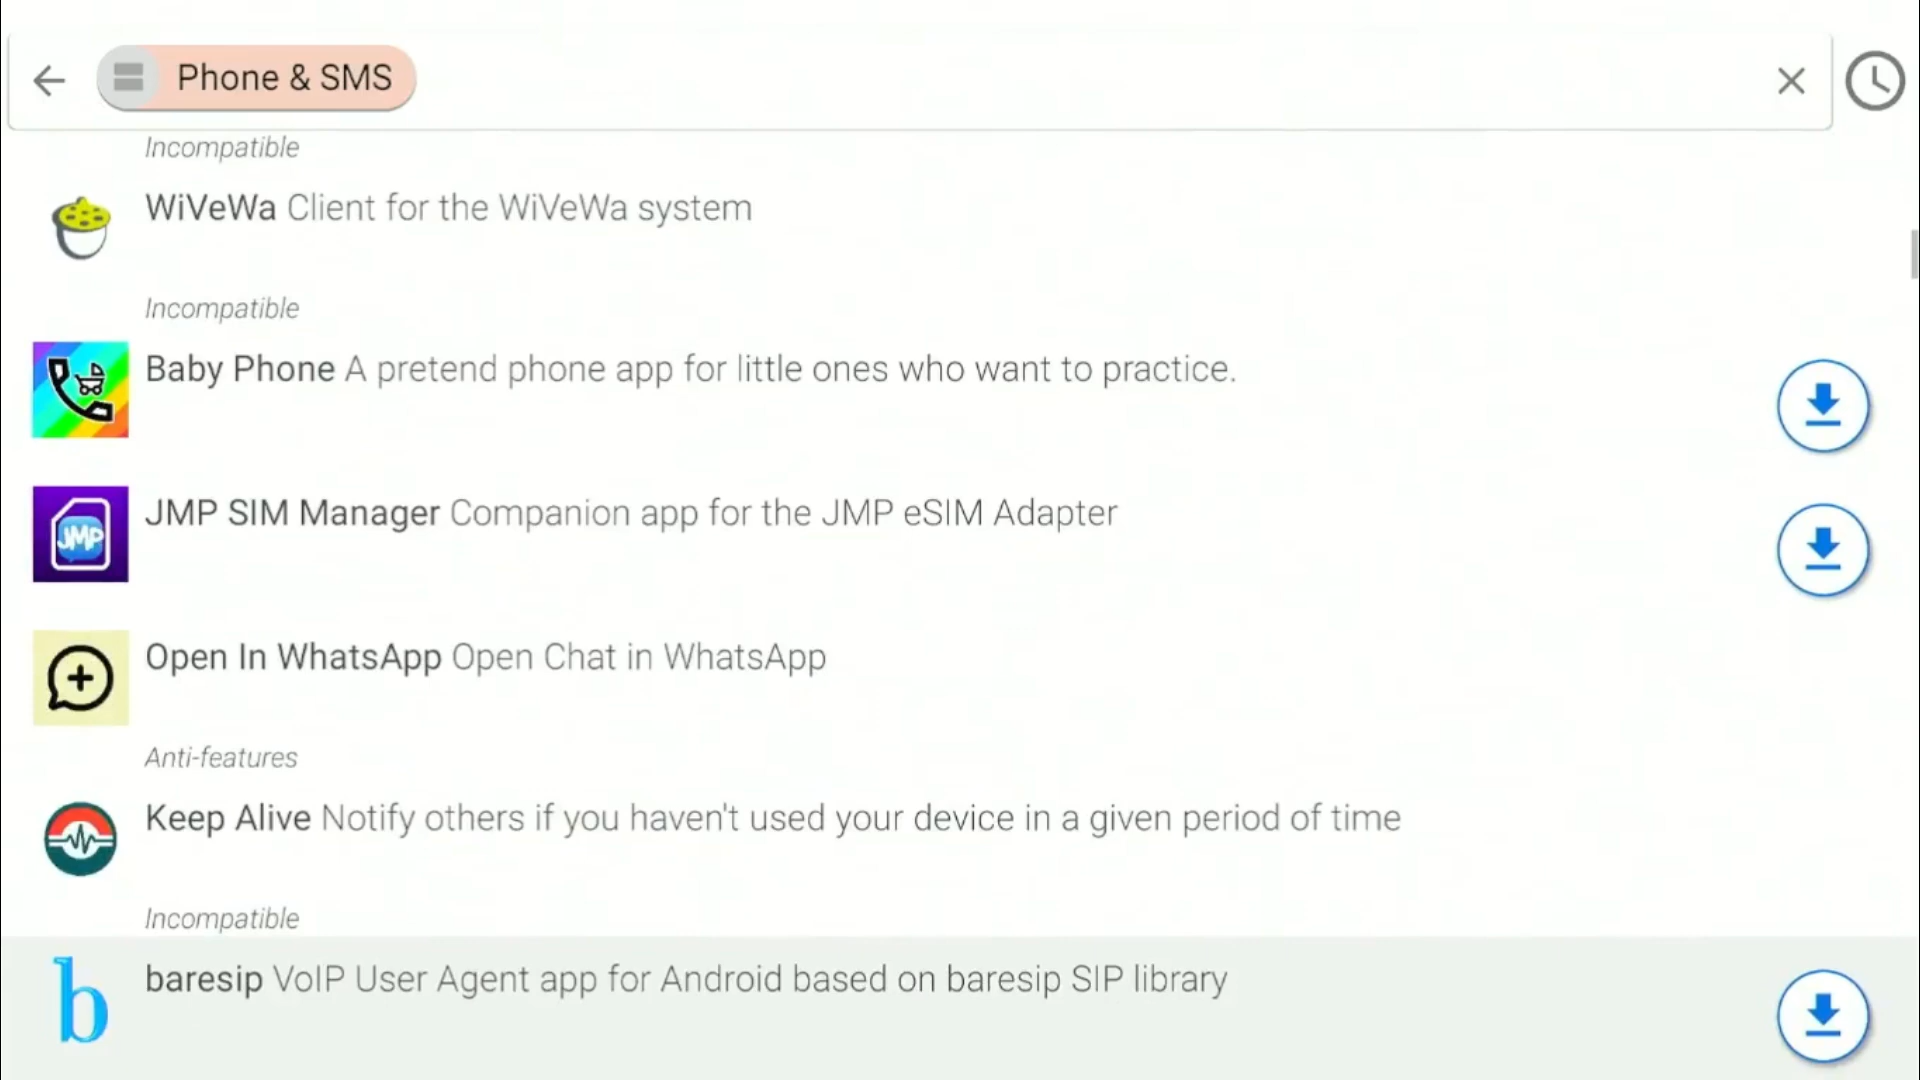 Phone & SMS
Incompatible
WiVeWa Client for the WiVeWa system
Incompatible
Baby Phone A pretend phone app for little ones who want to practice.
JMP SIM Manager Companion app for the JMP eSIM Adapter
JMP
Open In WhatsApp Open Chat in WhatsApp
Anti-features
Keep Alive Notify others if you haven't used your device in a given period of time
Incompatible
b
baresip VoIP User Agent app for Android based on baresip SIP library